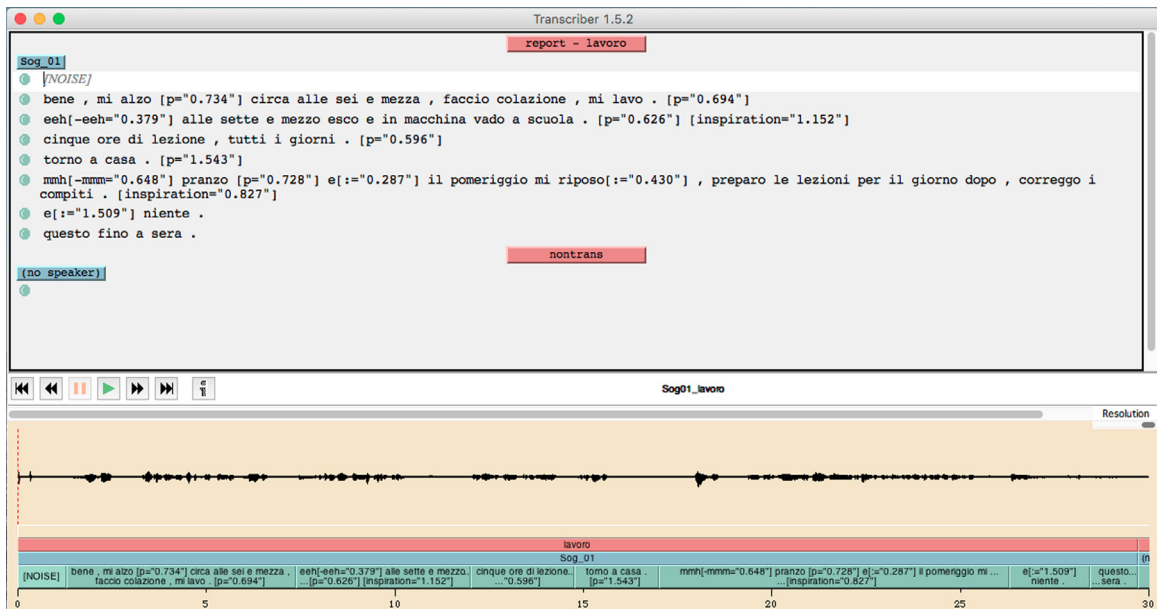 Transcriber 1.5.2
report - lavoro
Sog_01
[NOISE]
bene , mi alzo [p="0.734"] circa alle sei e mezza , faccio colazione , mi lavo . [p="0.694"]
eeh[-eeh="0.379"] alle sette e mezzo esco e in macchina vado a scuola . [p="0.626"] [inspiration="1.152"]
cinque ore di lezione , tutti i giorni . [p="0.596"]
torno a casa . [p="1.543"]
mmh[-mmm="0.648"] pranzo [p="0.728"] e[:="0.287"] il pomeriggio mi riposo[:="0.430"] , preparo le lezioni per il giorno dopo , correggo i
compiti . [inspiration="0.827"]
e[:="1.509"] niente .
questo fino a sera .
nontrans
(no speaker)
Sog01_lavoro
Resolution
lavoro
Sog_01
[NOISE]
bene , mi alzo [p="0.734"] circa alle sei e mezza ,
faccio colazione , mi lavo . [p="0.694"]
eeh[-eeh="0.379"] alle sette e mezzo..
...[p="0.626"] [inspiration="1.152"]
cinque ore di lezione..
..."0.596"]
torno a casa .
[p="1.543"]
mmh[-mmm="0.648"] pranzo [p="0.728"] e[:="0.287"] il pomeriggio mi ...
...[inspiration="0.827"]
e[:="1.509"]
niente .
questo...
...sera .
0 5 10 15 20 25 30